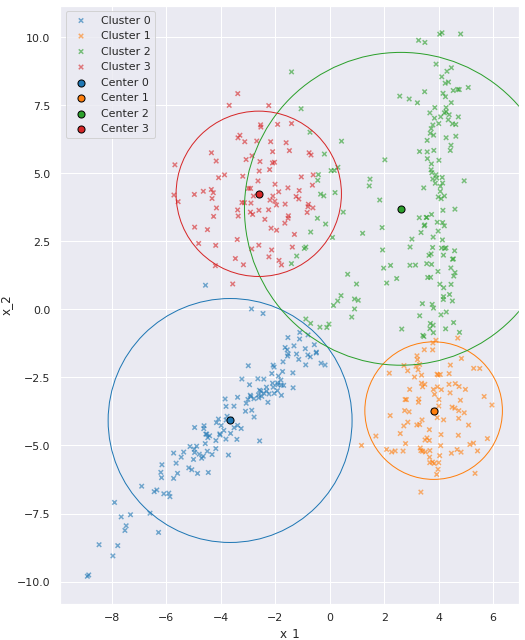 Cluster 0
Cluster 1
Cluster 2
Cluster 3
Center 0
Center 1
Center 2
Center 3
10.0
7.5
5.0
2.5
0.0
−2.5
−5.0
−7.5
−10.0
x_2
−8 −6 −4 −2 0 2 4 6
x_1